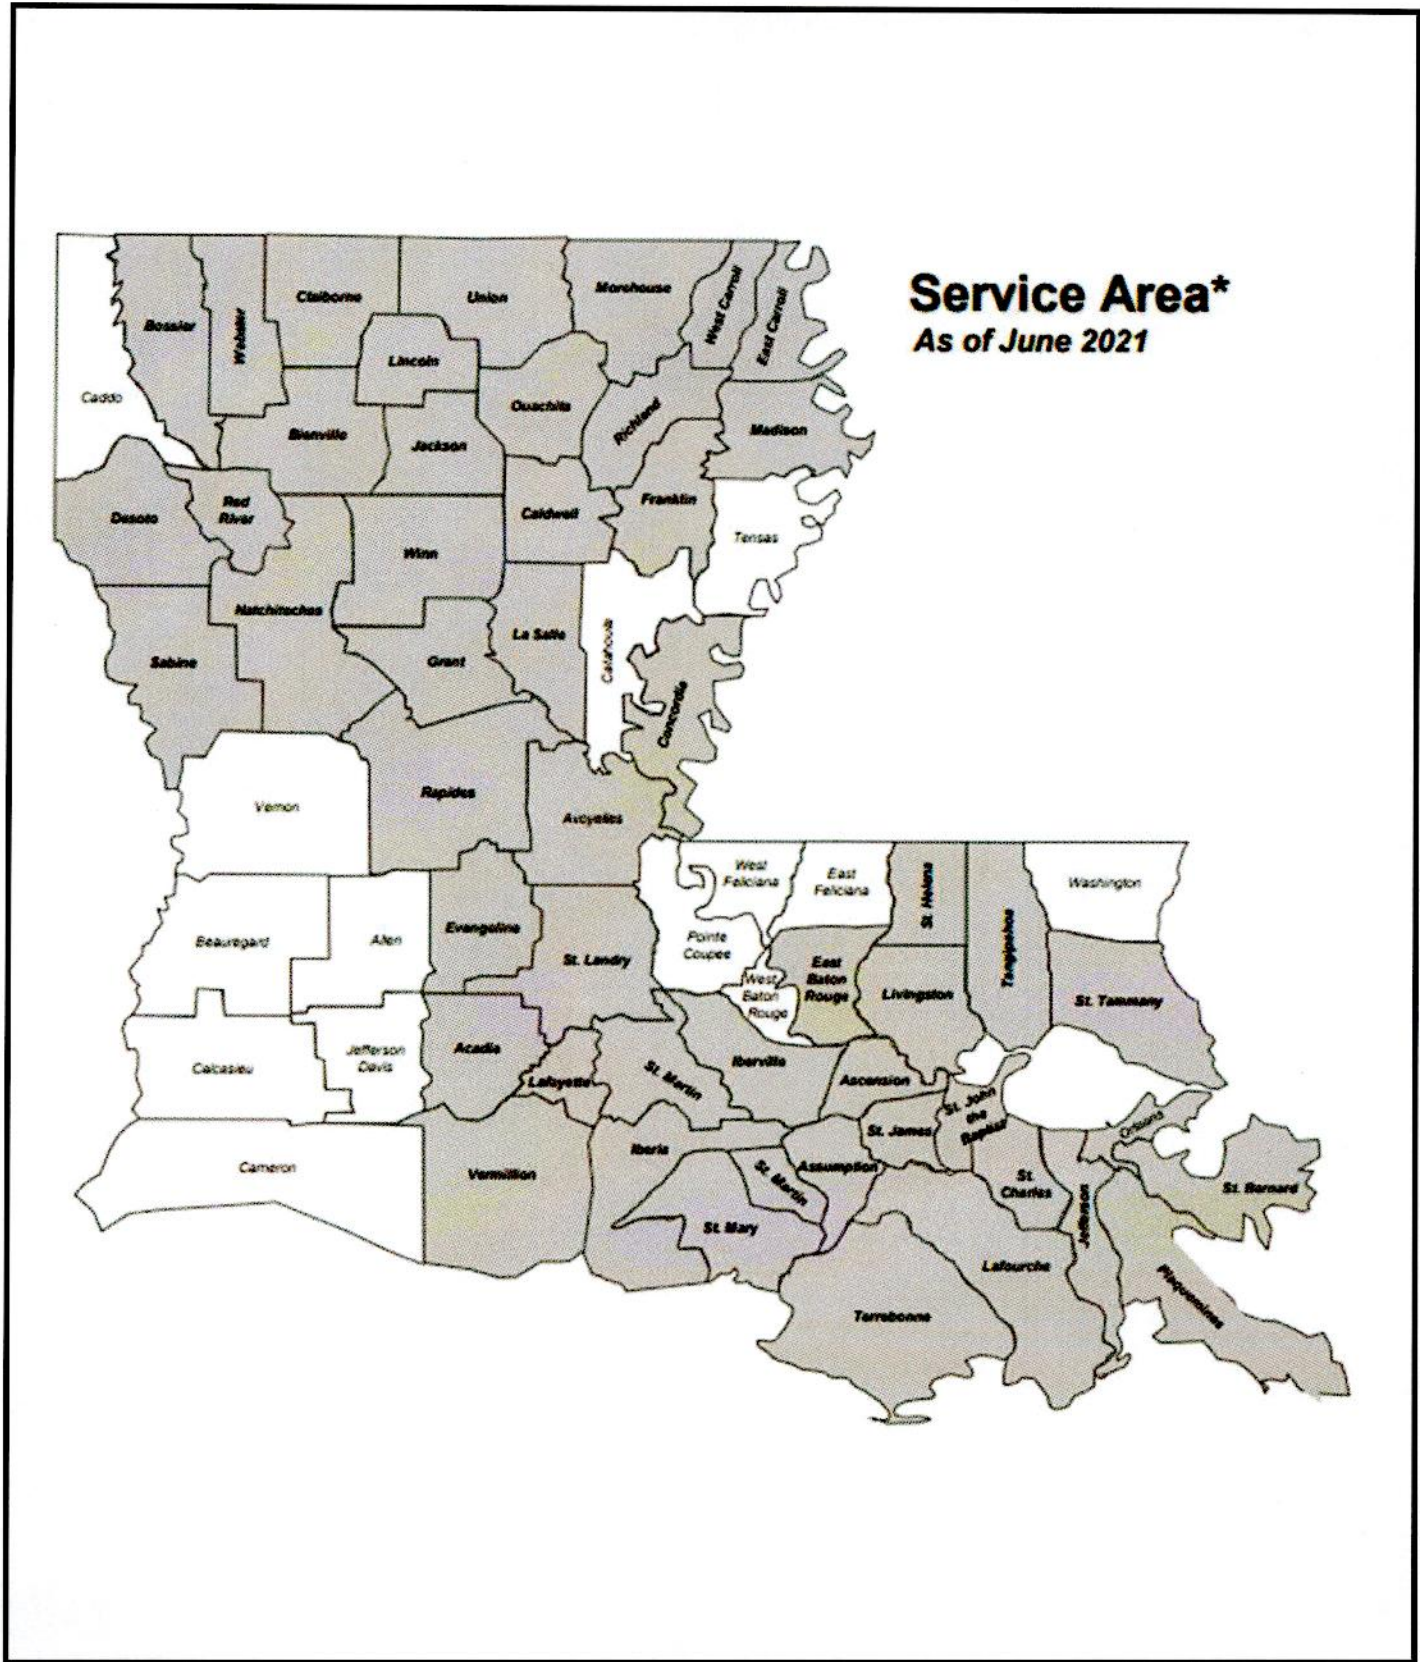 Service Area*
As of June 2021
Caddo
Bossier
Webster
Claiborne
Union
Morehouse
West Carroll
East Carroll
Lincoln
Ouachita
Richland
Madison
Bienville
Jackson
Desoto
Red
River
Caldwell
Franklin
Tensas
Winn
Natchitoches
Sabine
Grant
La Salle
Catahoula
Concordia
Vernon
Rapides
Avoyelles
West
Feliciana
East
Feliciana
St. Helena
Tangipahoa
Washington
Beauregard
Allen
Evangeline
St. Landry
Pointe
Coupee
West
Baton
Rouge
East
Baton
Rouge
Livingston
St. Tammany
Calcasieu
Jefferson
Davis
Acadia
Lafayette
St. Martin
Iberville
Ascension
St. James
St. John
the
Baptist
Orleans
Cameron
Vermillion
Iberia
St. Martin
Assumption
St. Mary
St.
Charles
Jefferson
St. Bernard
Lafourche
Terrebonne
Plaquemines